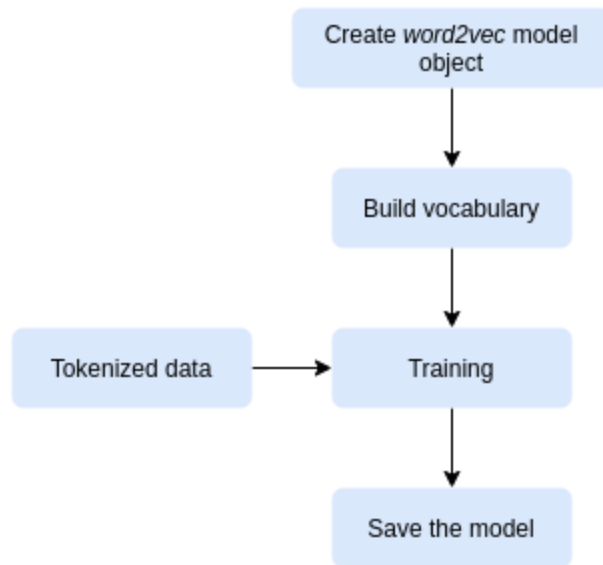 Create word2vec model
object
Build vocabulary
Tokenized data
Training
Save the model